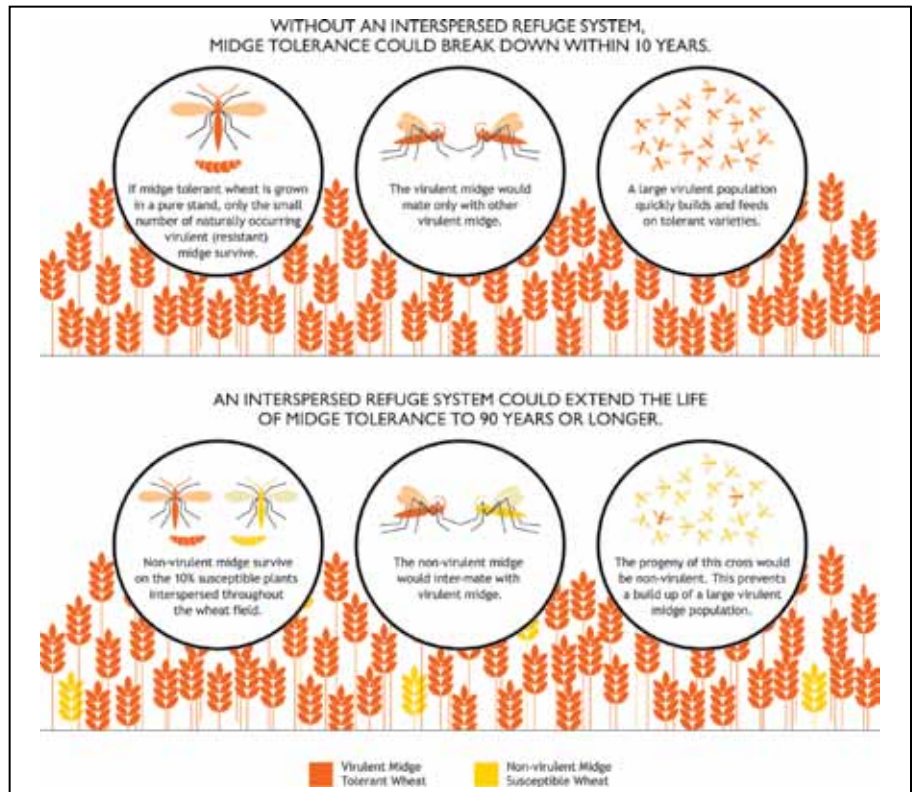 WITHOUT AN INTERSPERSED REFUGE SYSTEM,
MIDGE TOLERANCE COULD BREAK DOWN WITHIN 10 YEARS.
If midge tolerant wheat is grown
in a pure stand, only the small
number of naturally occurring
virulent (resistant)
midge survive.
The virulent midge would
mate only with other
virulent midge.
A large virulent population
quickly builds and feeds
on tolerant varieties.
AN INTERSPERSED REFUGE SYSTEM COULD EXTEND THE LIFE
OF MIDGE TOLERANCE TO 90 YEARS OR LONGER.
Non-virulent midge survive
on the 10% susceptible plants
interspersed throughout
the wheat field.
The non-virulent midge
would inter-mate with
virulent midge.
The progeny of this cross would
be non-virulent. This prevents
a build up of a large virulent
midge population.
Virulent Midge
Tolerant Wheat
Non-virulent Midge
Susceptible Wheat